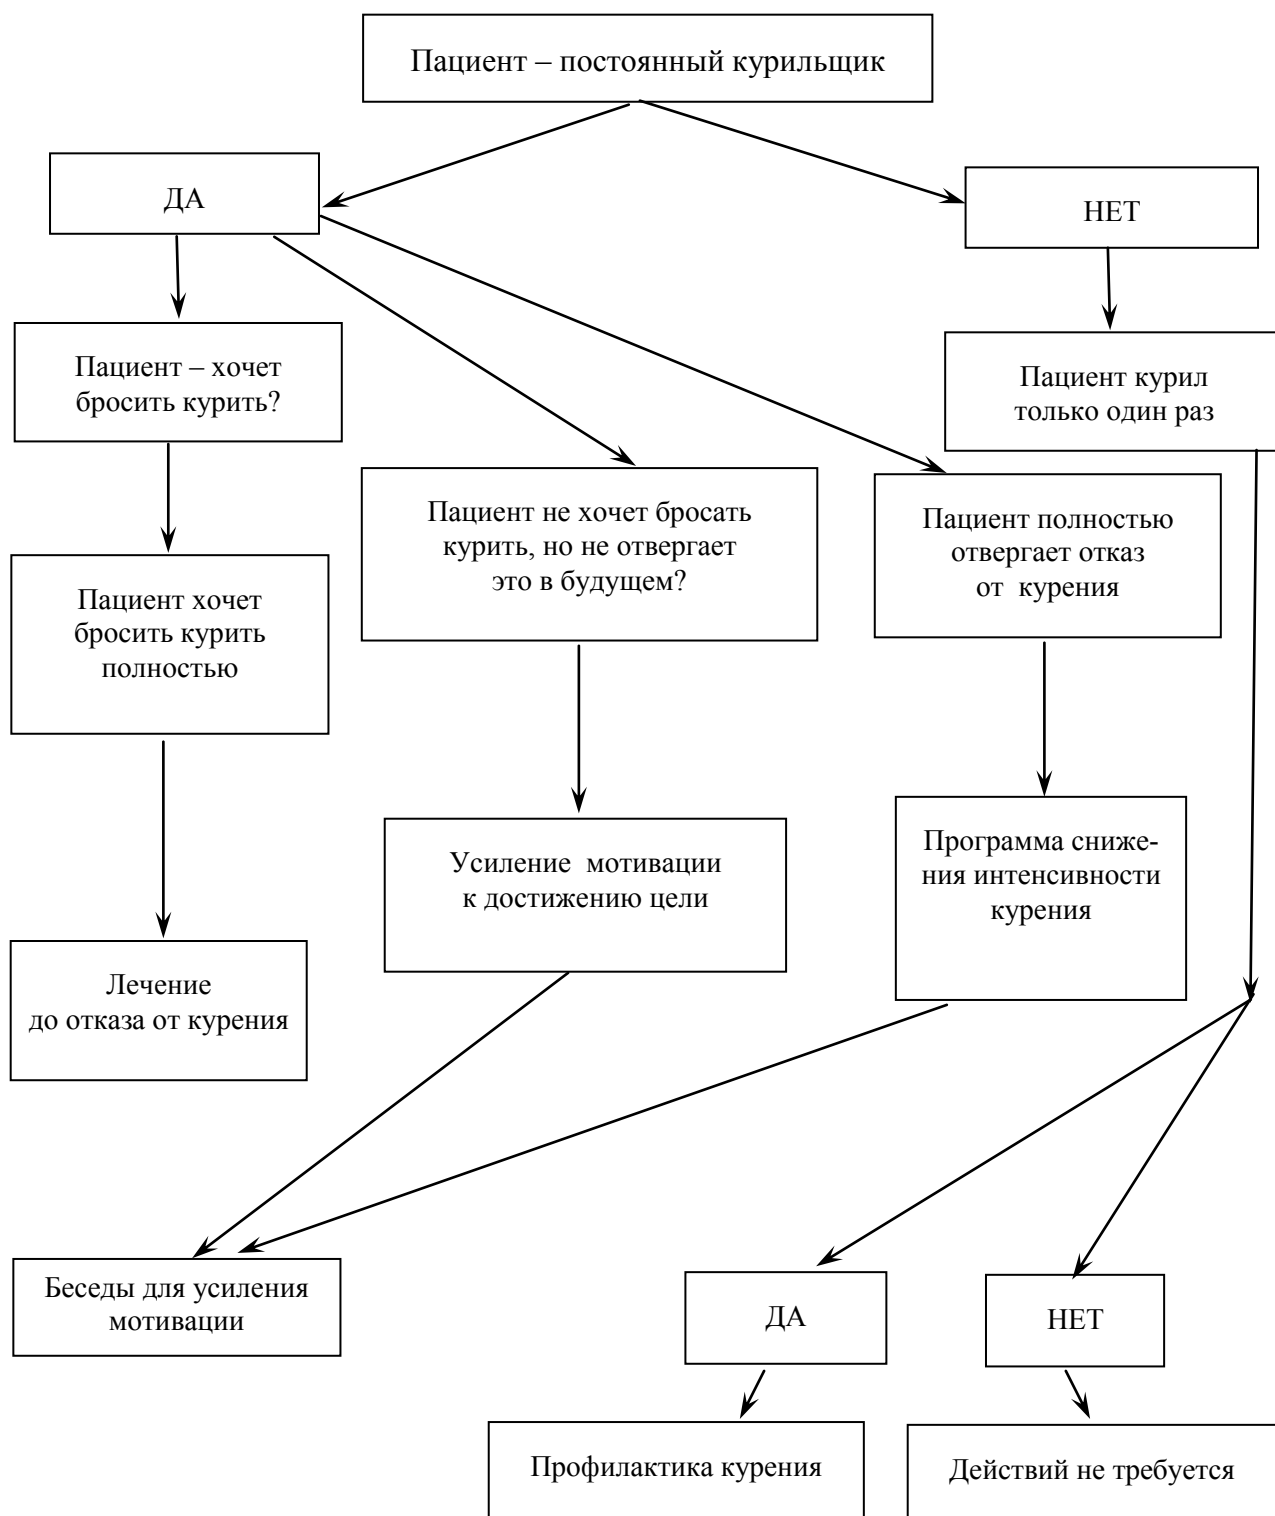 Пациент – постоянный курильщик
ДА
НЕТ
Пациент – хочет
бросить курить?
Пациент курил
только один раз
Пациент не хочет бросать
курить, но не отвергает
это в будущем?
Пациент полностью
отвергает отказ
от  курения
Пациент хочет
бросить курить
полностью
Усиление  мотивации
к достижению цели
Программа сниже-
ния интенсивности
курения
Лечение
до отказа от курения
Беседы для усиления
мотивации
ДА
НЕТ
Профилактика курения
Действий не требуется